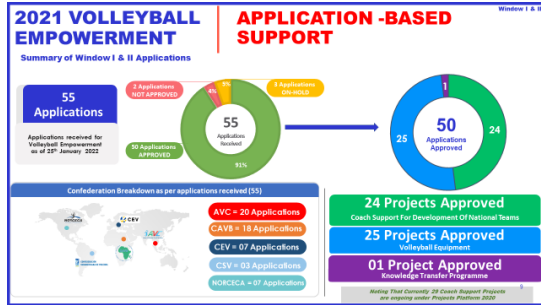 2021 VOLLEYBALL
EMPOWERMENT
APPLICATION -BASED
SUPPORT
Window I & II
Summary of Window I & II Applications
55
Applications
Applications received for
Volleyball Empowerment
as of 25th January 2022
2 Applications
NOT APPROVED
4%
5%
3 Applications
ON-HOLD
55
Applications
Received
50 Applications
APPROVED
91%
1
25
50
Applications
Approved
24
Confederation Breakdown as per applications received (55)
NORCECA
CEV
AVC = 20 Applications
CAVB = 18 Applications
CEV = 07 Applications
CSV = 03 Applications
NORCECA = 07 Applications
24 Projects Approved
Coach Support For Development Of National Teams
25 Projects Approved
Volleyball Equipment
01 Project Approved
Knowledge Transfer Programme
Noting That Currently 29 Coach Support Projects
are ongoing under Projects Platform 2020